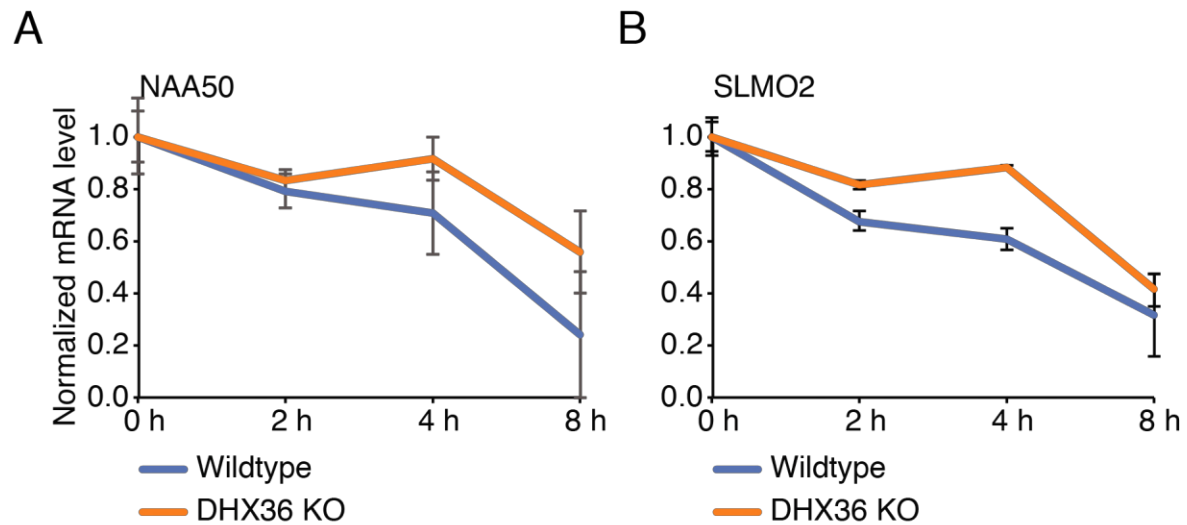 A
NAA50
Normalized mRNA level
1.0
0.8
0.6
0.4
0.2
0.0
0 h 2 h 4 h 8 h
Wildtype
DHX36 KO
B
SLMO2
1.0
0.8
0.6
0.4
0.2
0.0
0 h 2 h 4 h 8 h
Wildtype
DHX36 KO